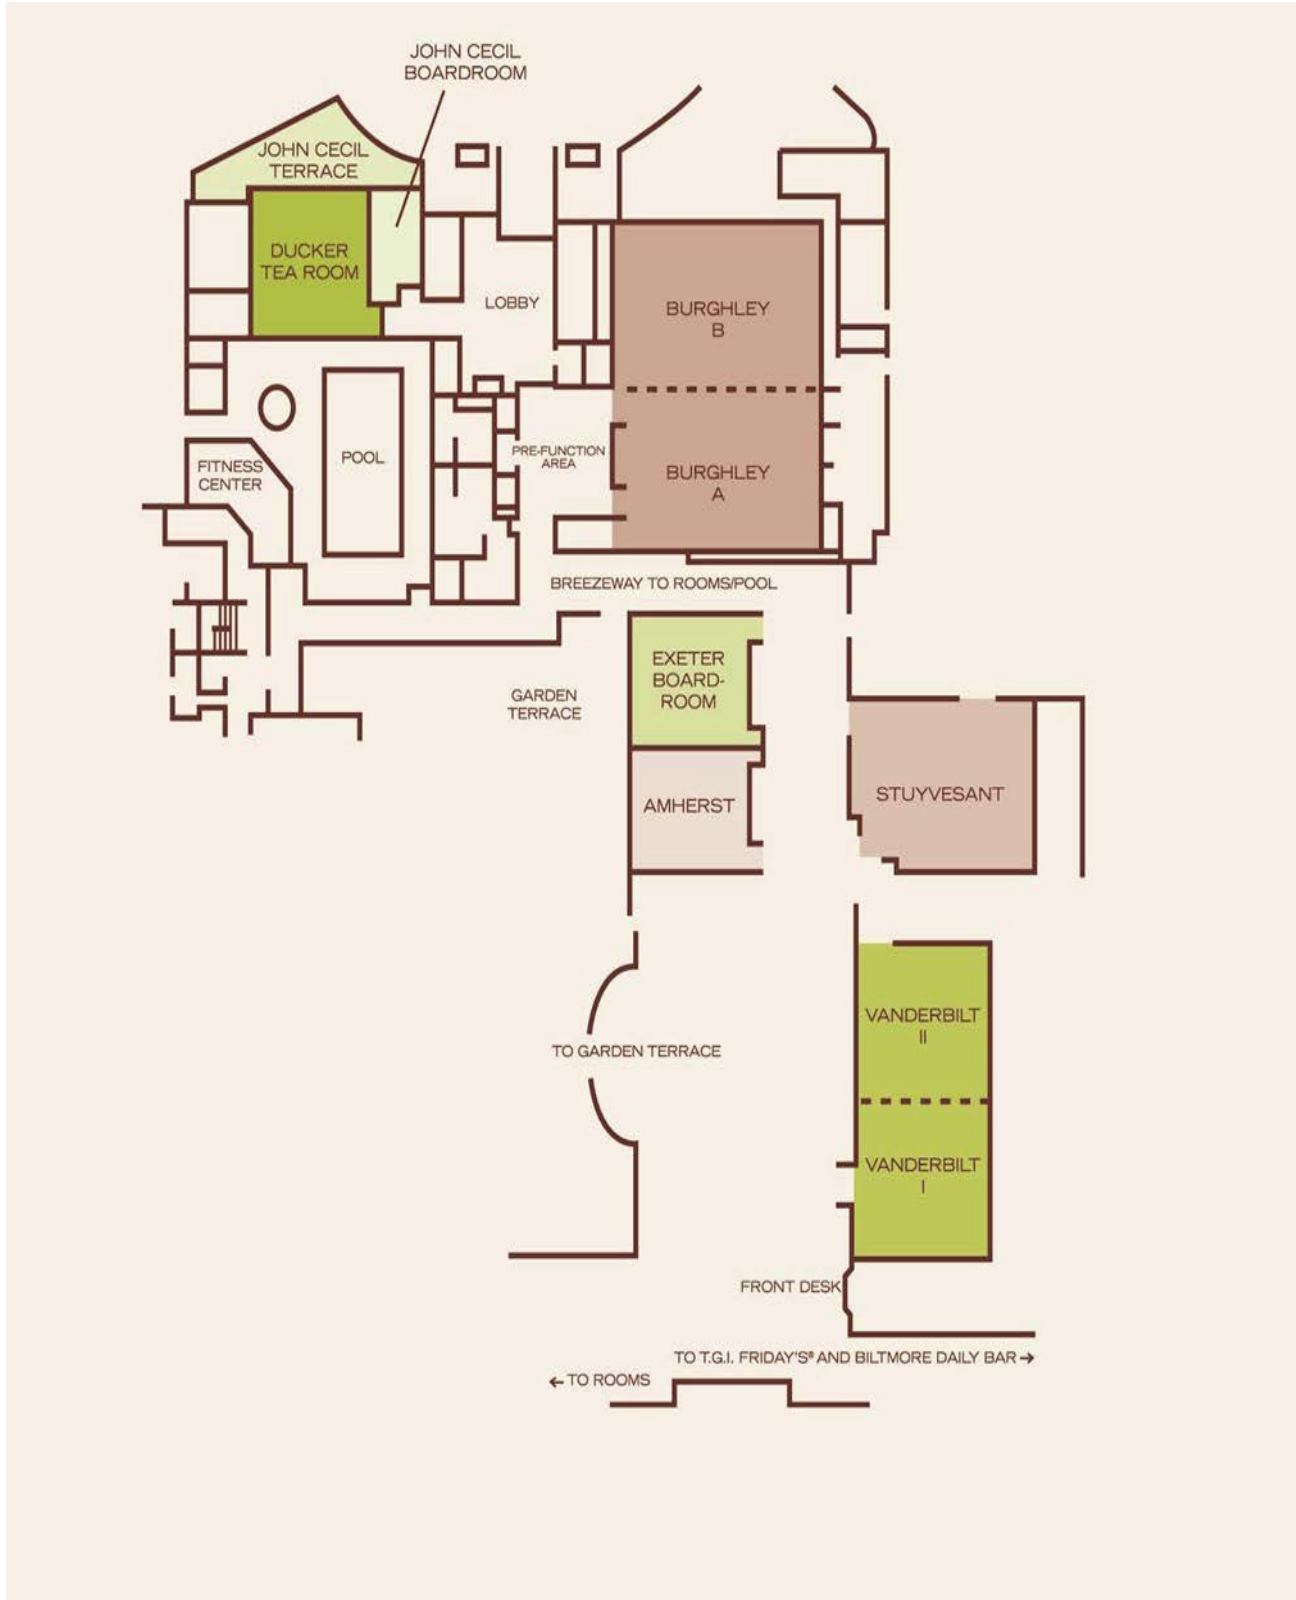 JOHN CECIL
BOARDROOM
JOHN CECIL
TERRACE
DUCKER
TEA ROOM
LOBBY
BURGHLEY
B
PRE-FUNCTION
AREA
BURGHLEY
A
POOL
FITNESS
CENTER
BREEZEWAY TO ROOMS/POOL
EXETER
BOARD-
ROOM
GARDEN
TERRACE
AMHERST
STUYVESANT
VANDERBILT
II
TO GARDEN TERRACE
VANDERBILT
I
FRONT DESK
TO T.G.I. FRIDAY'S® AND BILTMORE DAILY BAR →
← TO ROOMS